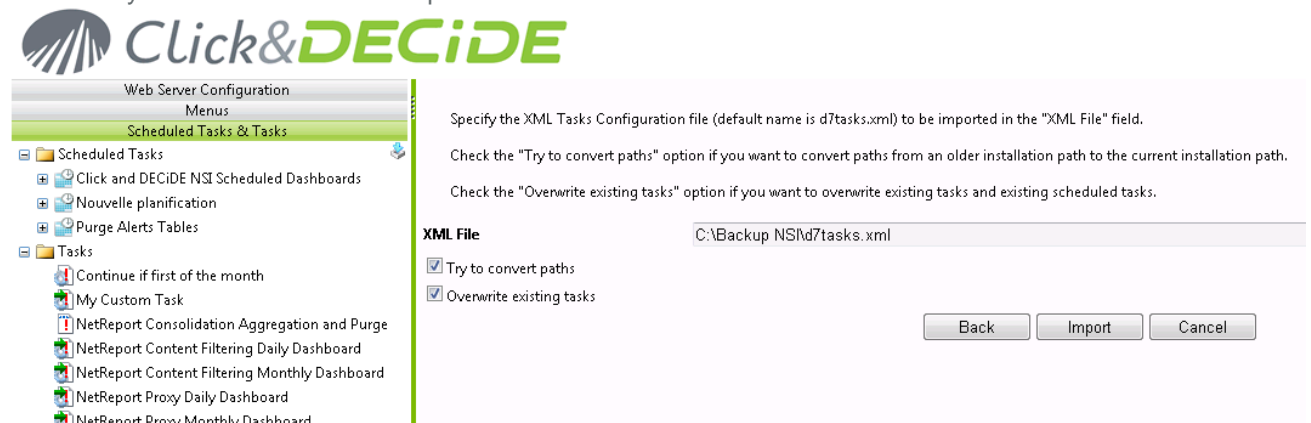 Click&DECiDE
Web Server Configuration
Menus
Scheduled Tasks & Tasks
Scheduled Tasks
Click and DECiDE NSI Scheduled Dashboards
Nouvelle planification
Purge Alerts Tables
Tasks
Continue if first of the month
My Custom Task
NetReport Consolidation Aggregation and Purge
NetReport Content Filtering Daily Dashboard
NetReport Content Filtering Monthly Dashboard
NetReport Proxy Daily Dashboard
NetReport Proxy Monthly Dashboard
Specify the XML Tasks Configuration file (default name is d7tasks.xml) to be imported in the "XML File" field.
Check the "Try to convert paths" option if you want to convert paths from an older installation path to the current installation path.
Check the "Overwrite existing tasks" option if you want to overwrite existing tasks and existing scheduled tasks.
XML File C:\Backup NSI\d7tasks.xml
Try to convert paths
Overwrite existing tasks
Back Import Cancel